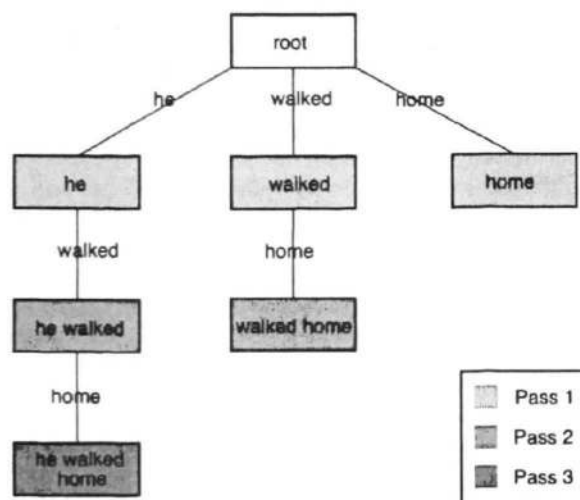 root
he
walked
home
he
walked
home
walked
home
he walked
walked home
home
he walked
home
Pass 1
Pass 2
Pass 3